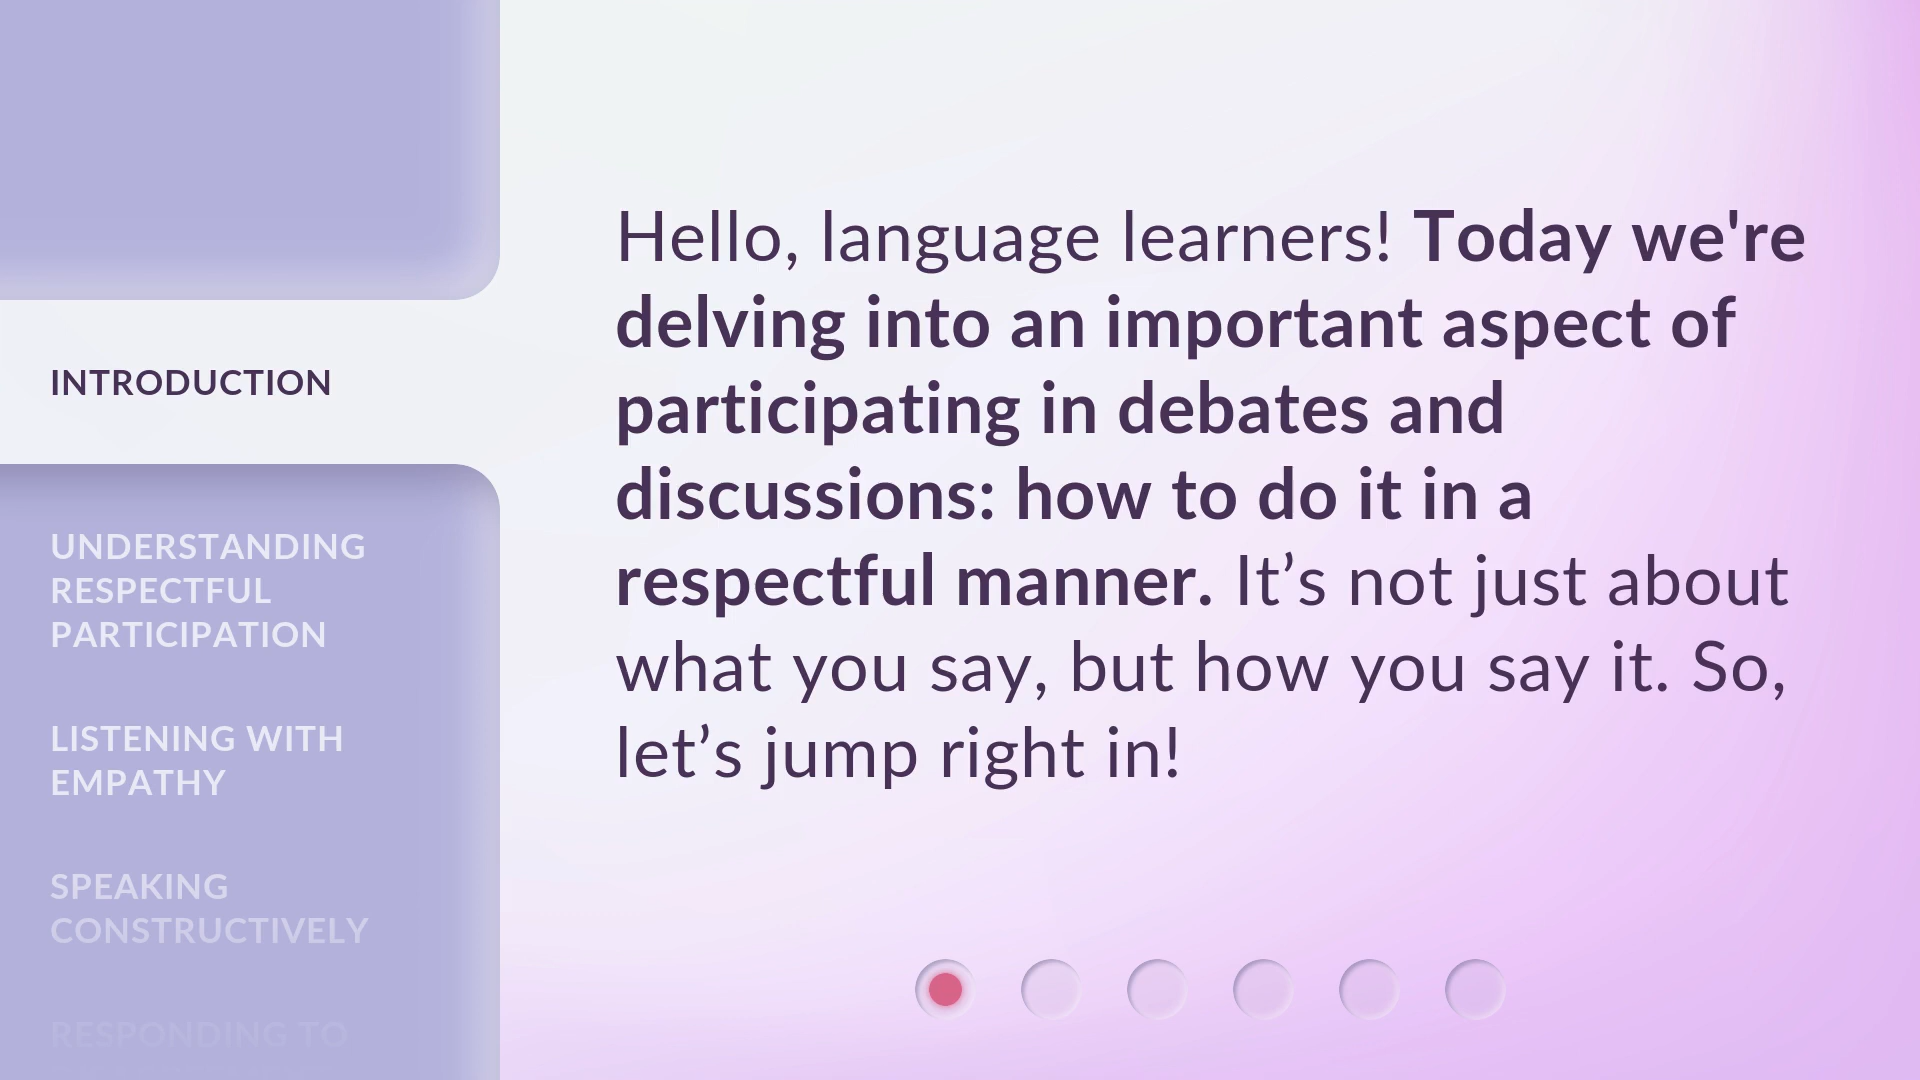 INTRODUCTION
UNDERSTANDING
RESPECTFUL
PARTICIPATION
LISTENING WITH
EMPATHY
SPEAKING
CONSTRUCTIVELY
RESPONDING TO
Hello, language learners! Today we're
delving into an important aspect of
participating in debates and
discussions: how to do it in a
respectful manner. It’s not just about
what you say, but how you say it. So,
let’s jump right in!